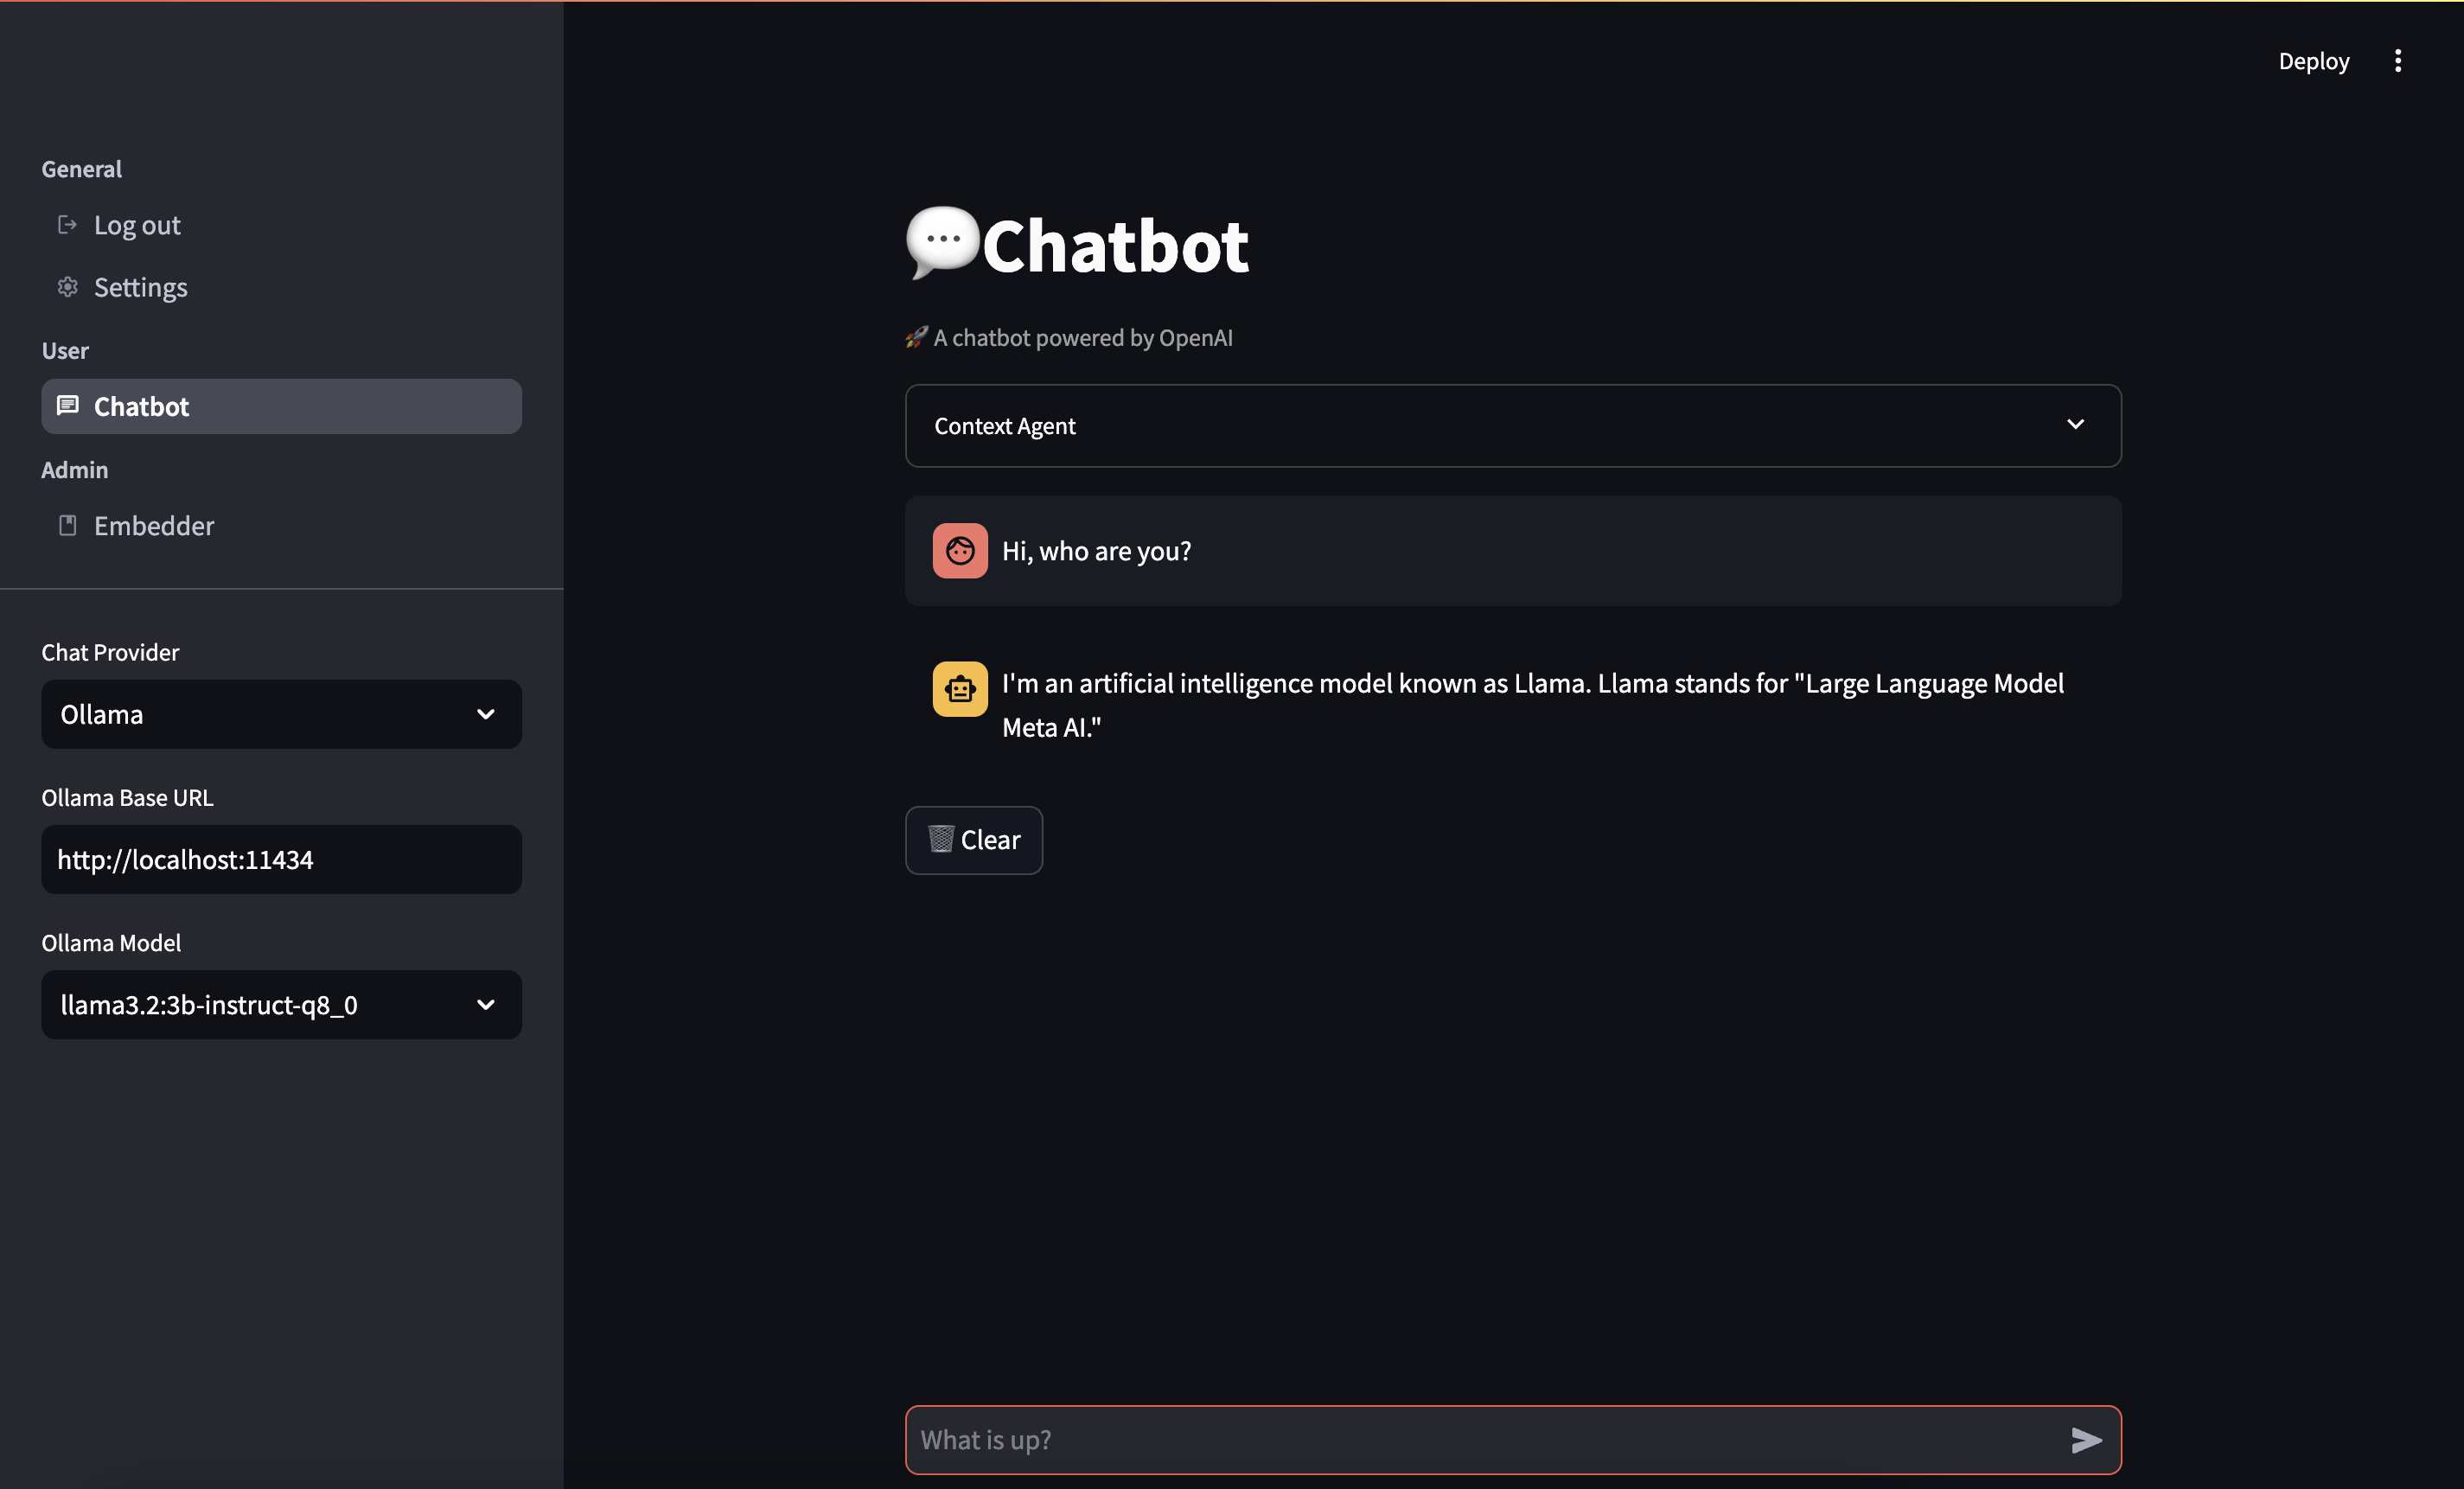 Deploy
General
Log out
Settings
User
Chatbot
Admin
Embedder
Chat Provider
Ollama
Ollama Base URL
http://localhost:11434
Ollama Model
llama3.2:3b-instruct-q8_0
💬Chatbot
🚀 A chatbot powered by OpenAI
Context Agent
Hi, who are you?
I'm an artificial intelligence model known as Llama. Llama stands for "Large Language Model
Meta AI."
🗑️ Clear
What is up?